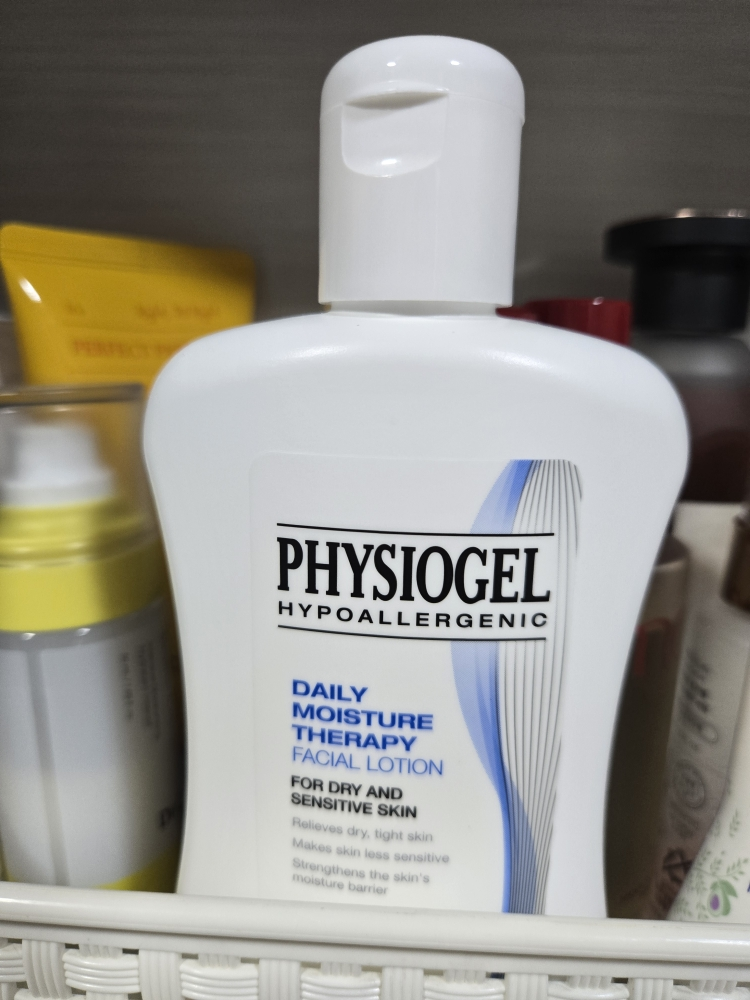 PERFECT
PHYSIOGEL
HYPOALLERGENIC
DAILY
MOISTURE
THERAPY
FACIAL LOTION
FOR DRY AND
SENSITIVE SKIN
Relieves dry, tight skin
Makes skin less sensitive
Strengthens the skin's
moisture barrier